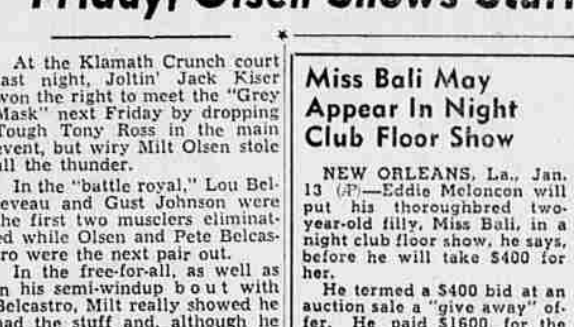 Friday, Olsen Shows Stuff
At the Klamath Crunch court
last night, Joltin' Jack Kiser
won the right to meet the "Grey
Mask" next Friday by dropping
Tough Tony Ross in the main
event, but wiry Milt Olsen stole
all the thunder.
In the "battle royal," Lou Bel-
leveau and Gust Johnson were
the first two musclers eliminat-
ed while Olsen and Pete Belcas-
tro were the next pair out.
In the free-for-all, as well as
in his semi-windup bout with
Belcastro, Milt really showed he
had the stuff and, although he
Miss Bali May
Appear In Night
Club Floor Show
NEW ORLEANS, La., Jan.
13 (AP)—Eddie Meloncon will
put his thoroughbred two-
year-old filly, Miss Bali, in a
night club floor show, he says,
before he will take $400 for
her.
He termed a $400 bid at an
auction sale a "give away" of-
fer. He paid $1600 for the